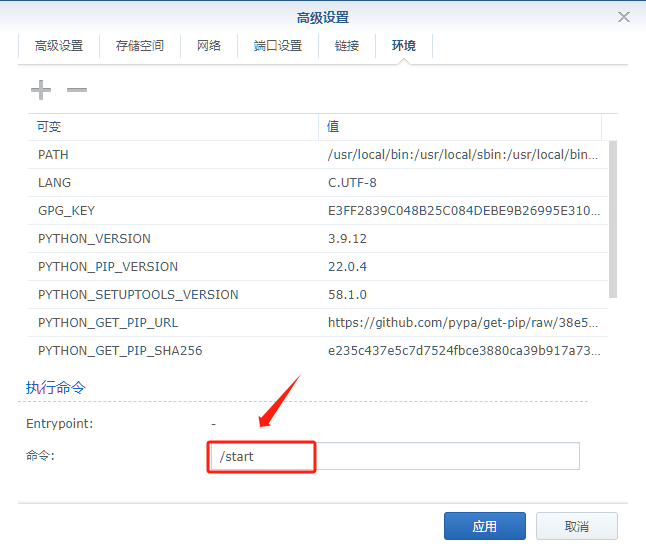 高级设置
高级设置 存储空间 网络 端口设置 链接 环境
可变 值
PATH /usr/local/bin:/usr/local/sbin:/usr/local/bin...
LANG C.UTF-8
GPG_KEY E3FF2839C048B25C084DEBE9B26995E310...
PYTHON_VERSION 3.9.12
PYTHON_PIP_VERSION 22.0.4
PYTHON_SETUPTOOLS_VERSION 58.1.0
PYTHON_GET_PIP_URL https://github.com/pypa/get-pip/raw/38e5...
PYTHON_GET_PIP_SHA256 e235c437e5c7d7524fbce3880ca39b917a73...
执行命令
Entrypoint: -
命令: /start
应用 取消